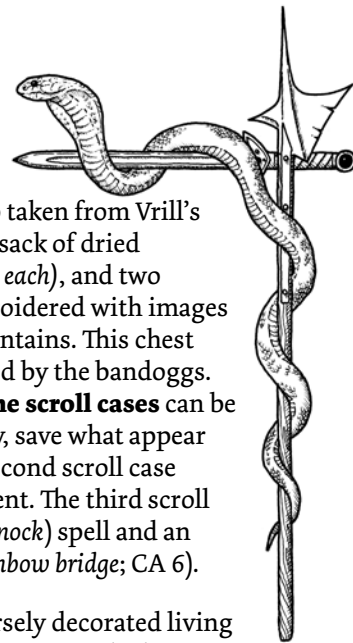 taken from Vrill's
sack of dried
each), and two
oidered with images
ntains. This chest
d by the bandoggs.
ne scroll cases can be
y, save what appear
cond scroll case
ent. The third scroll
nock) spell and an
nbow bridge; CA 6).
rsely decorated living